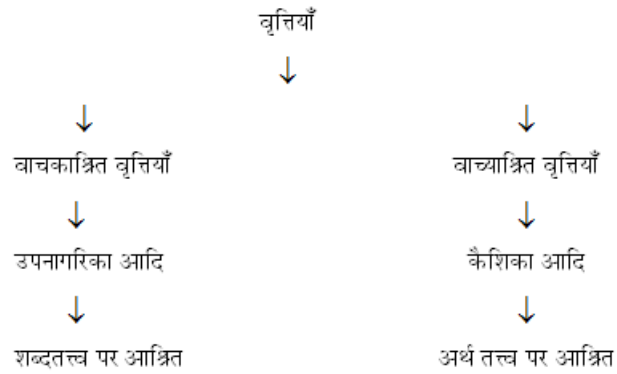 वृत्तियाँ
↓
↓ ↓
वाचकाश्रित वृत्तियाँ वाच्याश्रित वृत्तियाँ
↓ ↓
उपनागरिका आदि कैशिका आदि
↓ ↓
शब्दतत्त्व पर आश्रित अर्थ तत्त्व पर आश्रित